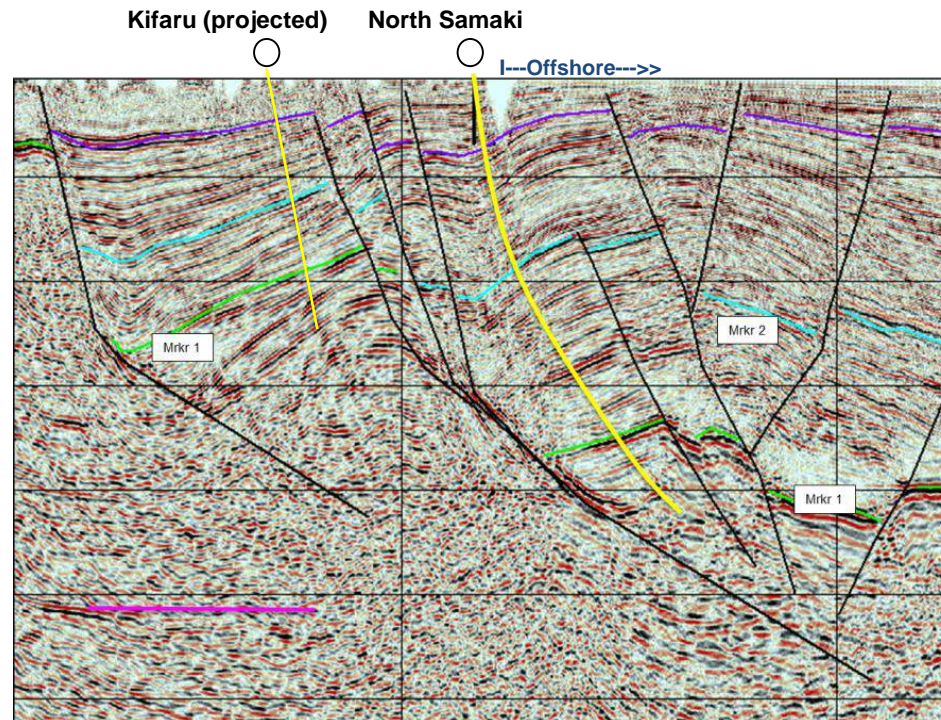 Kifaru (projected) North Samaki
I---Offshore--->>
Mrkr 2
Mrkr 1
Mrkr 1